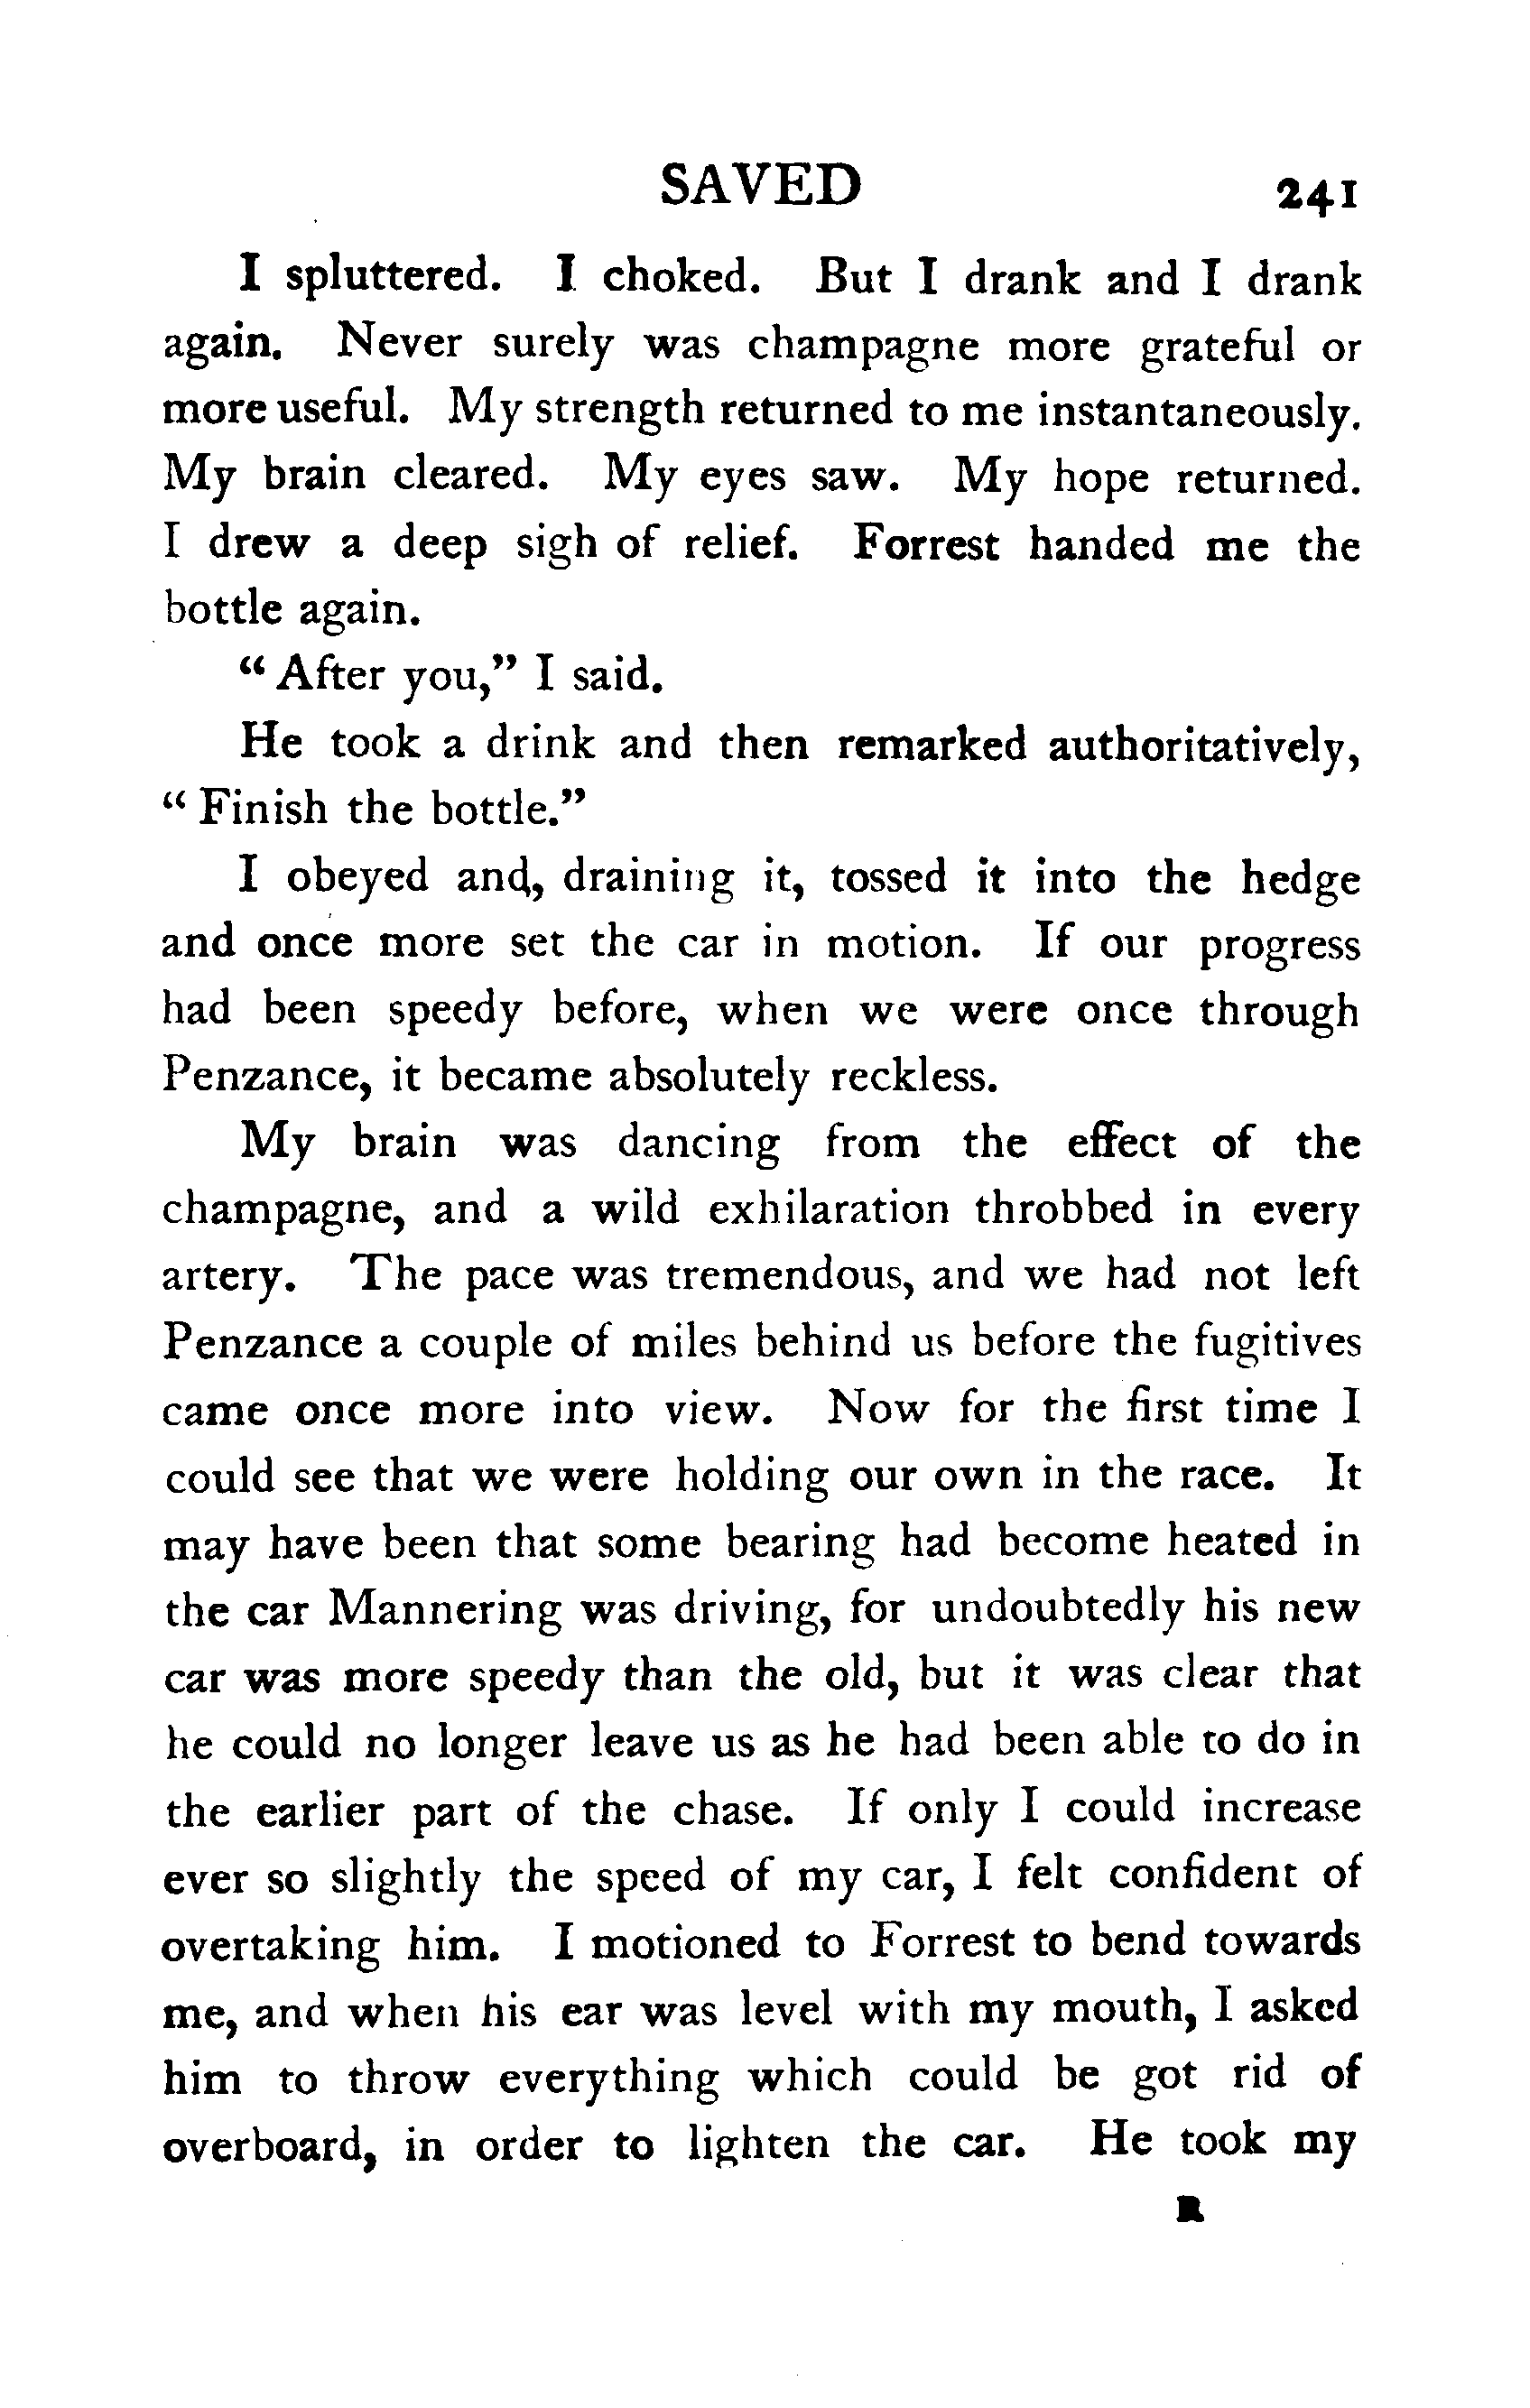 SAVED 241
I spluttered. I choked. But I drank and I drank
again. Never surely was champagne more grateful or
more useful. My strength returned to me instantaneously.
My brain cleared. My eyes saw. My hope returned.
I drew a deep sigh of relief. Forrest handed me the
bottle again.
“ After you,” I said.
He took a drink and then remarked authoritatively,
“ Finish the bottle.”
I obeyed and, draining it, tossed it into the hedge
and once more set the car in motion. If our progress
had been speedy before, when we were once through
Penzance, it became absolutely reckless.
My brain was dancing from the effect of the
champagne, and a wild exhilaration throbbed in every
artery. The pace was tremendous, and we had not left
Penzance a couple of miles behind us before the fugitives
came once more into view. Now for the first time I
could see that we were holding our own in the race. It
may have been that some bearing had become heated in
the car Mannering was driving, for undoubtedly his new
car was more speedy than the old, but it was clear that
he could no longer leave us as he had been able to do in
the earlier part of the chase. If only I could increase
ever so slightly the speed of my car, I felt confident of
overtaking him. I motioned to Forrest to bend towards
me, and when his ear was level with my mouth, I asked
him to throw everything which could be got rid of
overboard, in order to lighten the car. He took my
R